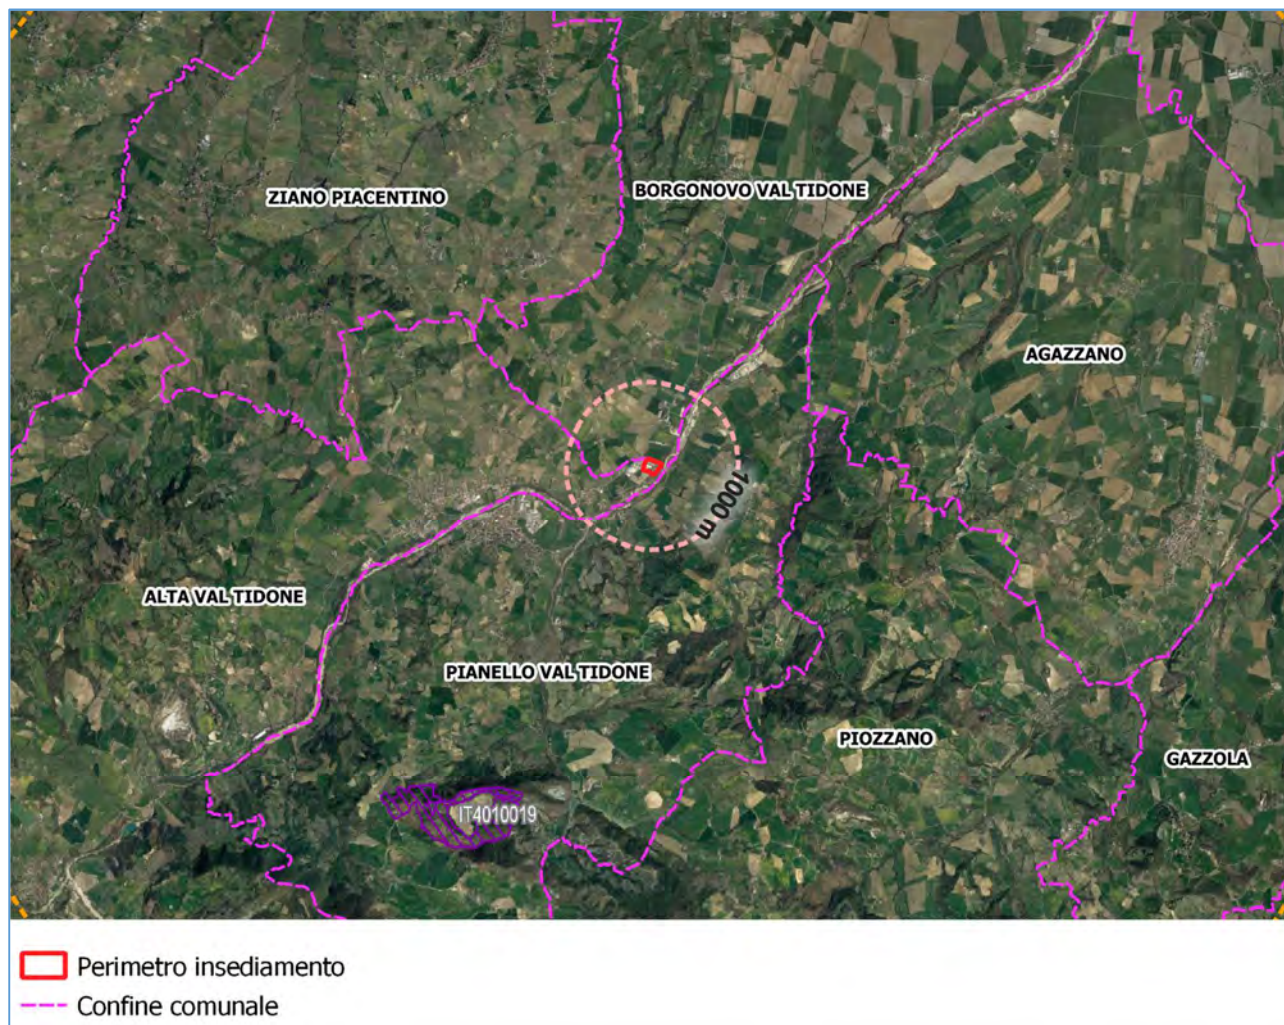 ZIANO PIACENTINO
BORGONOVO VAL TIDONE
AGAZZANO
1000 m
ALTA VAL TIDONE
PIANELLO VAL TIDONE
PIOZZANO
GAZZOLA
IT4010019
Perimetro insediamento
Confine comunale